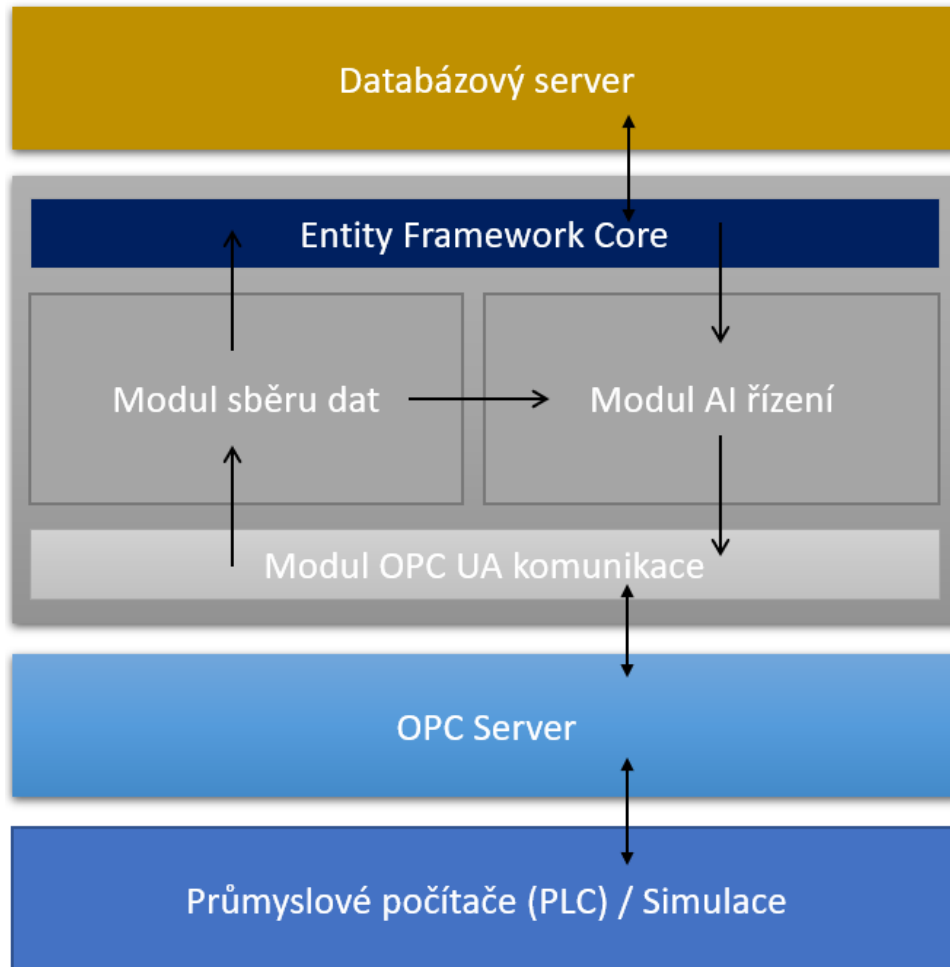 Databázový server
Entity Framework Core
Modul sběru dat
Modul AI řízení
Modul OPC UA komunikace
OPC Server
Průmyslové počítače (PLC) / Simulace